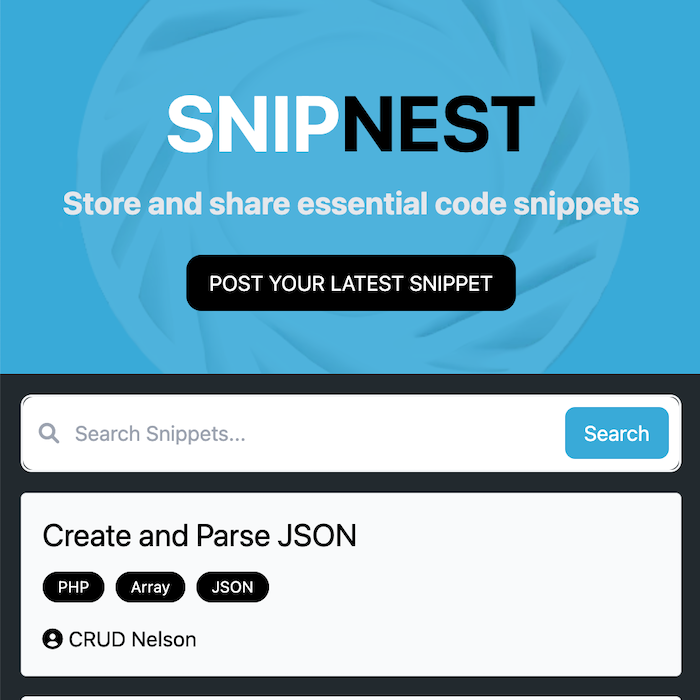 SNIPNEST
Store and share essential code snippets
POST YOUR LATEST SNIPPET
Search Snippets...
Search
Create and Parse JSON
PHP Array JSON
CRUD Nelson